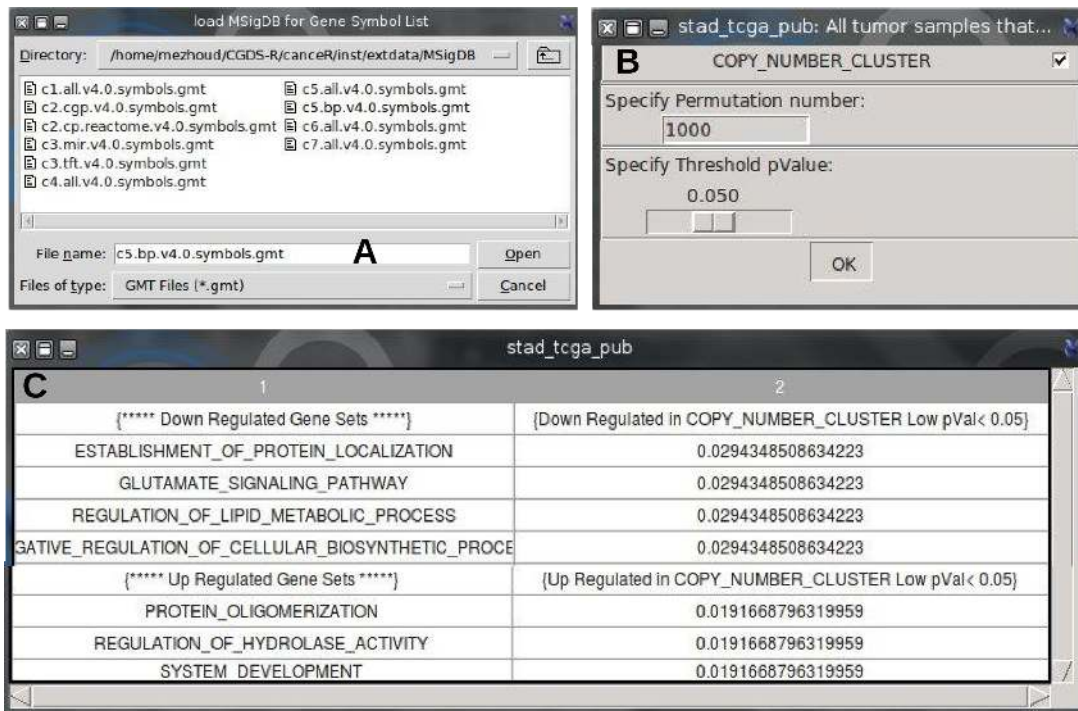 load MSigDB for Gene Symbol List
Directory: /home/mezhoud/CGDS-R/canceR/inst/extdata/MSigDB
c1.all.v4.0.symbols.gmt
c2.cgp.v4.0.symbols.gmt
c2.cp.reactome.v4.0.symbols.gmt
c3.mir.v4.0.symbols.gmt
c3.tft.v4.0.symbols.gmt
c4.all.v4.0.symbols.gmt
c5.all.v4.0.symbols.gmt
c5.bp.v4.0.symbols.gmt
c6.all.v4.0.symbols.gmt
c7.all.v4.0.symbols.gmt
File name: c5.bp.v4.0.symbols.gmt
A
Open
Files of type: GMT Files (*.gmt)
Cancel
stad_tcga_pub: All tumor samples that...
B
COPY_NUMBER_CLUSTER
Specify Permutation number:
1000
Specify Threshold pValue:
0.050
OK
stad_tcga_pub
C
1 2
{***** Down Regulated Gene Sets *****} {Down Regulated in COPY_NUMBER_CLUSTER Low pVal< 0.05}
ESTABLISHMENT_OF_PROTEIN_LOCALIZATION 0.0294348508634223
GLUTAMATE_SIGNALING_PATHWAY 0.0294348508634223
REGULATION_OF_LIPID_METABOLIC_PROCESS 0.0294348508634223
GATIVE_REGULATION_OF_CELLULAR_BIOSYNTHETIC_PROCE 0.0294348508634223
{***** Up Regulated Gene Sets *****} {Up Regulated in COPY_NUMBER_CLUSTER Low pVal< 0.05}
PROTEIN_OLIGOMERIZATION 0.0191668796319959
REGULATION_OF_HYDROLASE_ACTIVITY 0.0191668796319959
SYSTEM_DEVELOPMENT 0.0191668796319959